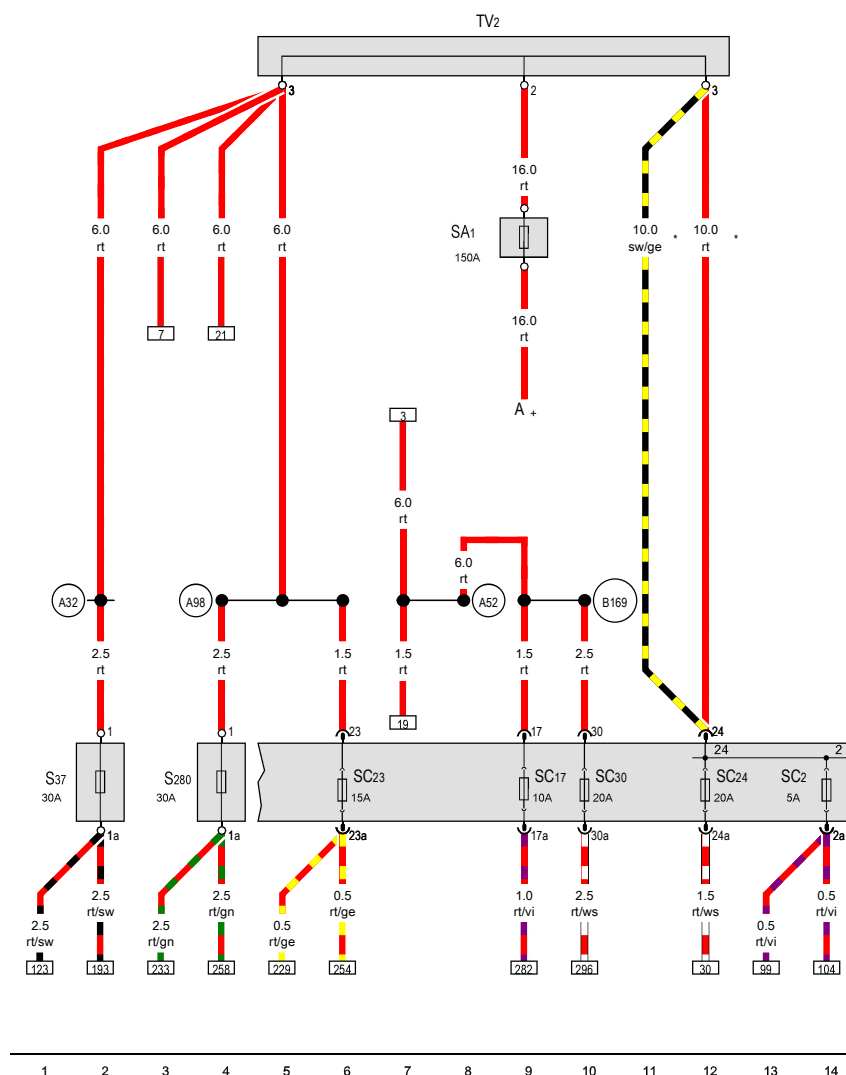 TV2
3 2 3
16.0
rt
6.0 6.0 6.0 6.0 SA1 10.0 * 10.0 *
rt rt rt rt 150A sw/ge rt
16.0
rt
7 21
A +
3
6.0
rt
6.0
rt
A32 A98 A52 B169
2.5 2.5 1.5 1.5 1.5 2.5
rt rt rt rt rt rt
19
1 1 23 17 30 24
24 2
S37 S280 SC23 SC17 SC30 SC24 SC2
30A 30A 15A 10A 20A 20A 5A
1a 1a 23a 17a 30a 24a 2a
2.5 2.5 0.5 1.0 2.5 1.5 0.5
rt/sw rt/gn rt/ge rt/vi rt/ws rt/ws rt/vi
2.5 2.5 0.5 0.5
rt/sw rt/gn rt/ge rt/vi
123 193 233 258 229 254 282 296 30 99 104
1 2 3 4 5 6 7 8 9 10 11 12 13 14